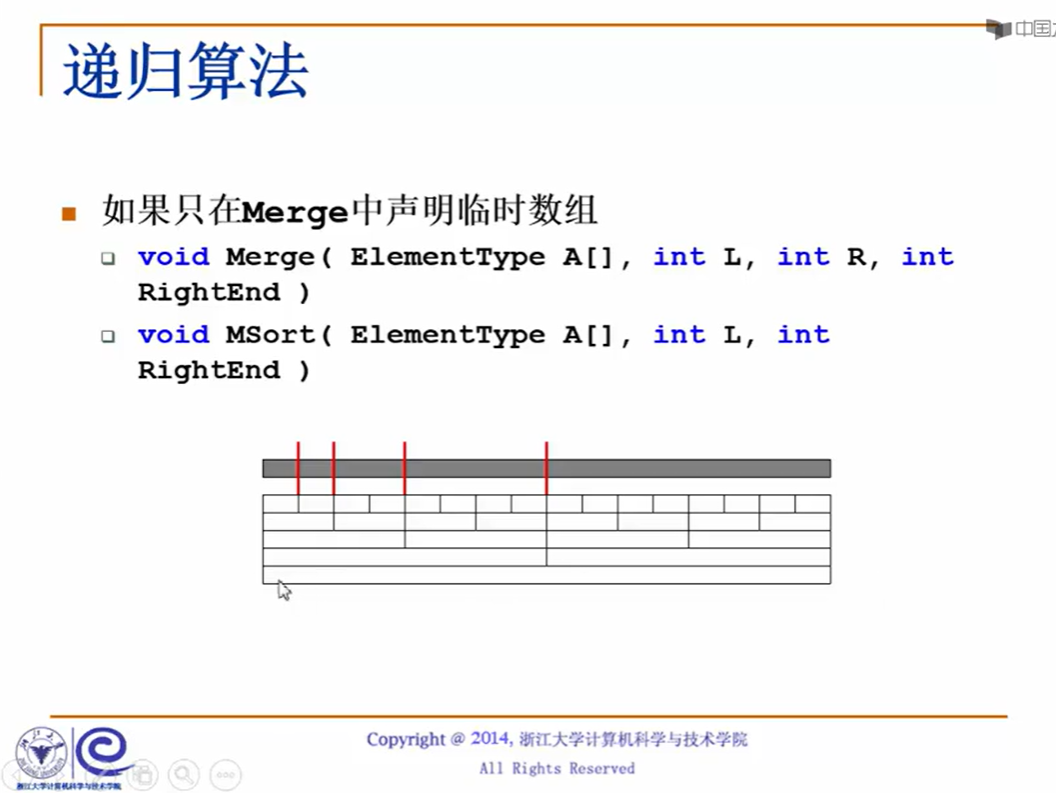 中国
递归算法
如果只在Merge中声明临时数组
void Merge( ElementType A[], int L, int R, int
RightEnd )
void MSort( ElementType A[], int L, int
RightEnd )
Copyright @ 2014, 浙江大学计算机科学与技术学院
All Rights Reserved
浙江大学计算机科学与技术学院